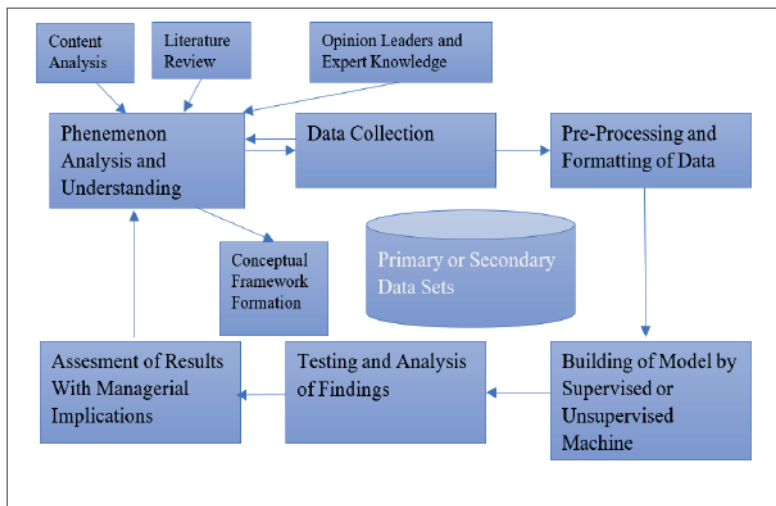 Content
Analysis
Literature
Review
Opinion Leaders and
Expert Knowledge
Phenemenon
Analysis and
Understanding
Data Collection
Pre-Processing and
Formatting of Data
Conceptual
Framework
Formation
Primary or Secondary
Data Sets
Assesment of Results
With Managerial
Implications
Testing and Analysis
of Findings
Building of Model by
Supervised or
Unsupervised
Machine